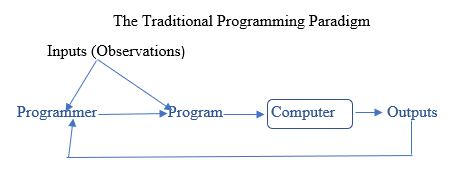 The Traditional Programming Paradigm
Inputs (Observations)
Programmer Program Computer Outputs